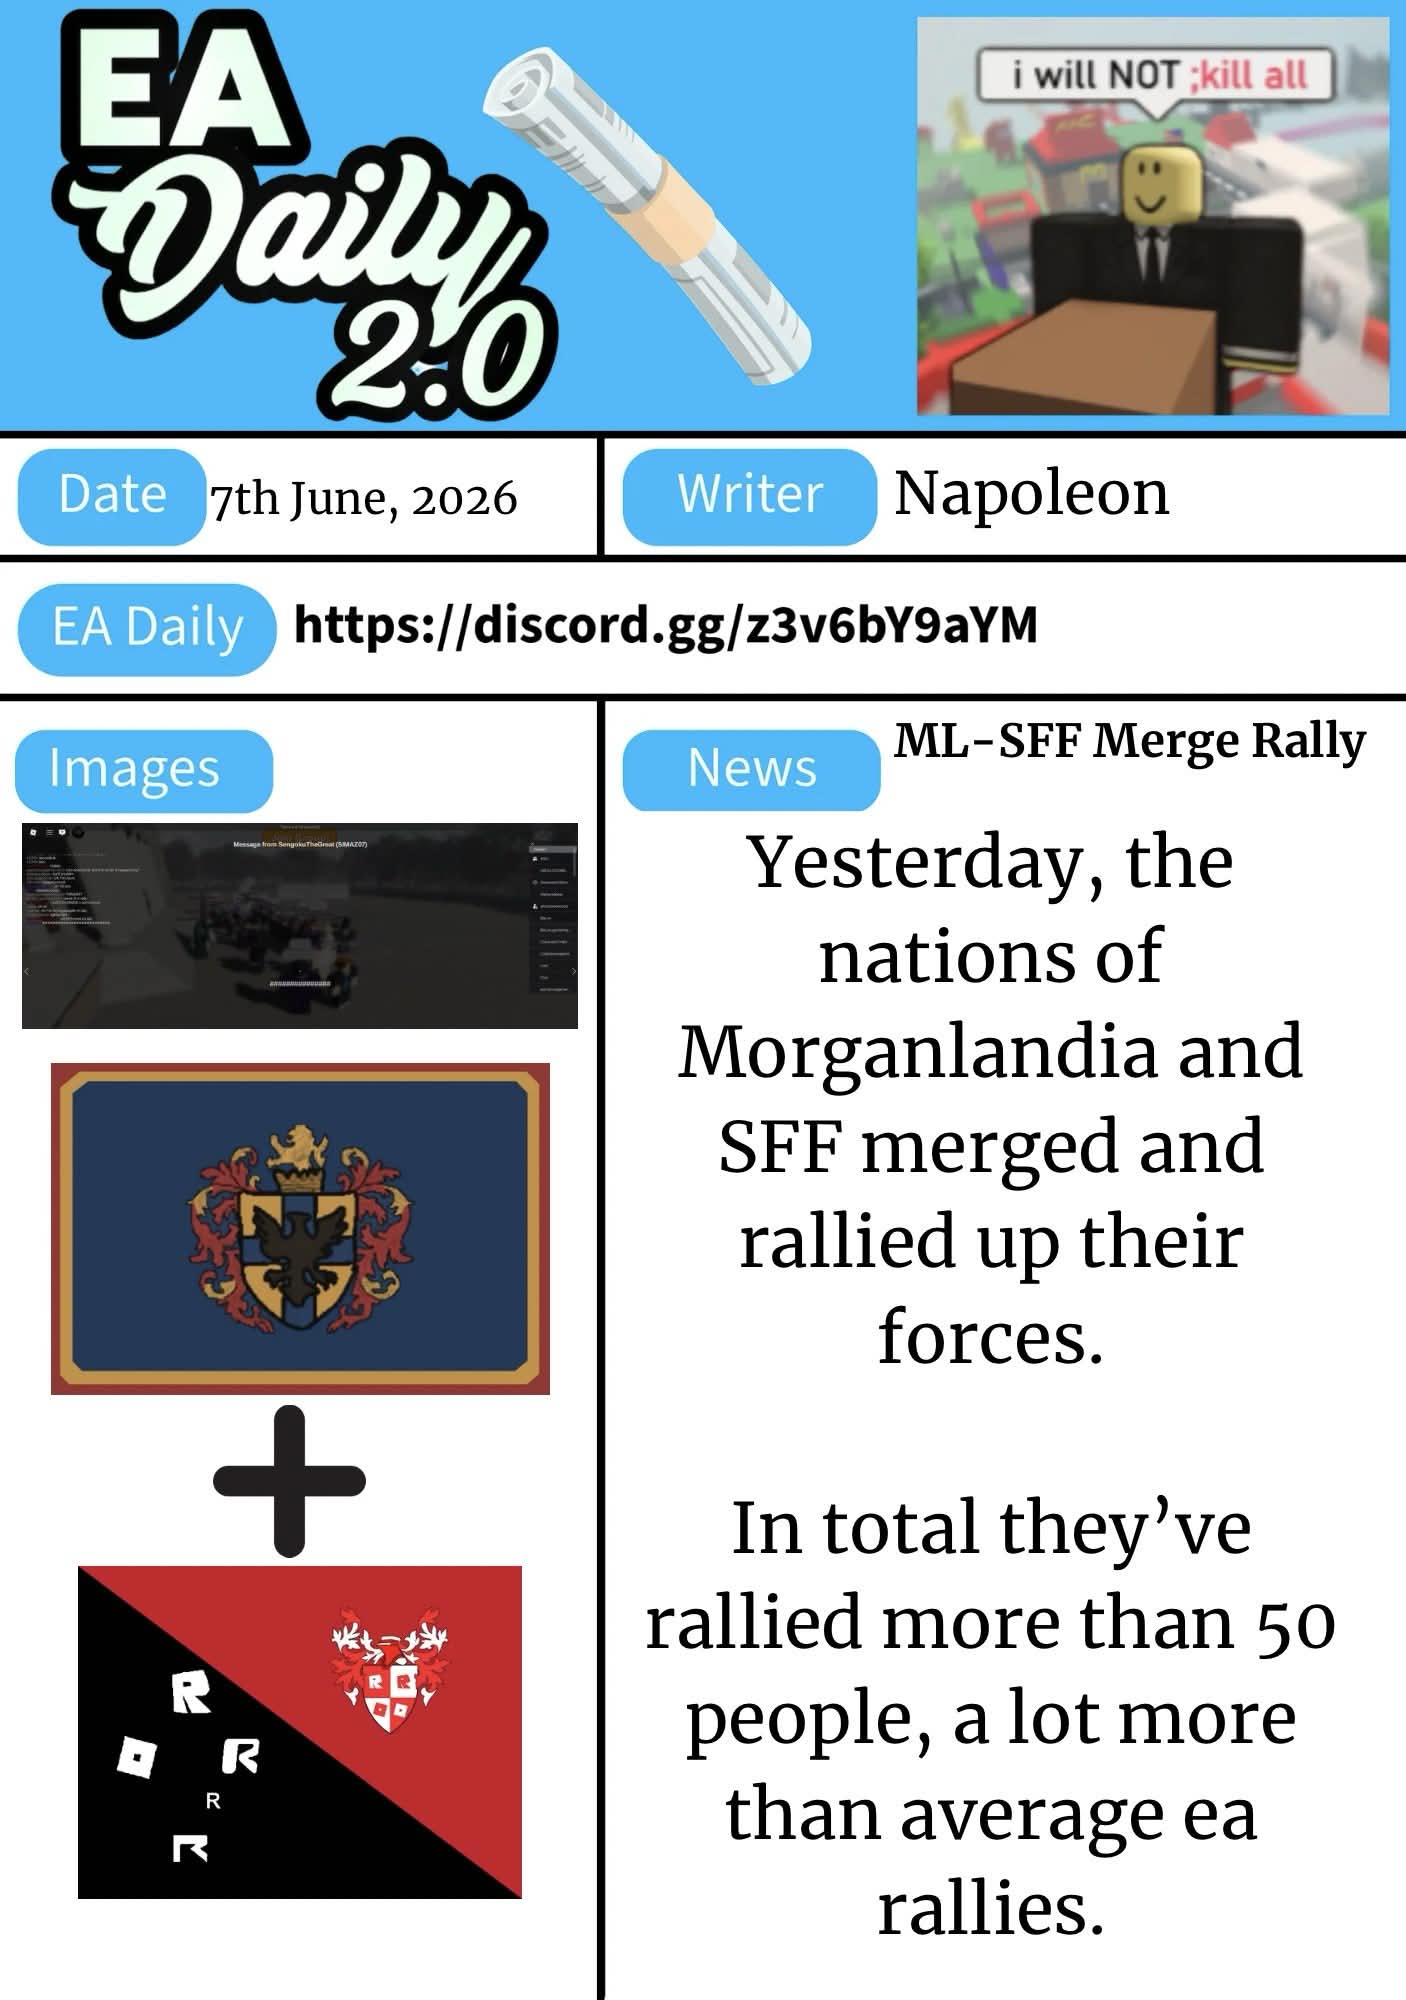 EA
Daily
2.0
i will NOT ;kill all
Date
7th June, 2026
Writer
Napoleon
EA Daily
https://discord.gg/z3v6bY9aYM
Images
Message from SengokuTheGreat (SIMAZ07)
###############
R
R
R
R
R R
News
ML-SFF Merge Rally
Yesterday, the
nations of
Morganlandia and
SFF merged and
rallied up their
forces.
In total they’ve
rallied more than 50
people, a lot more
than average ea
rallies.